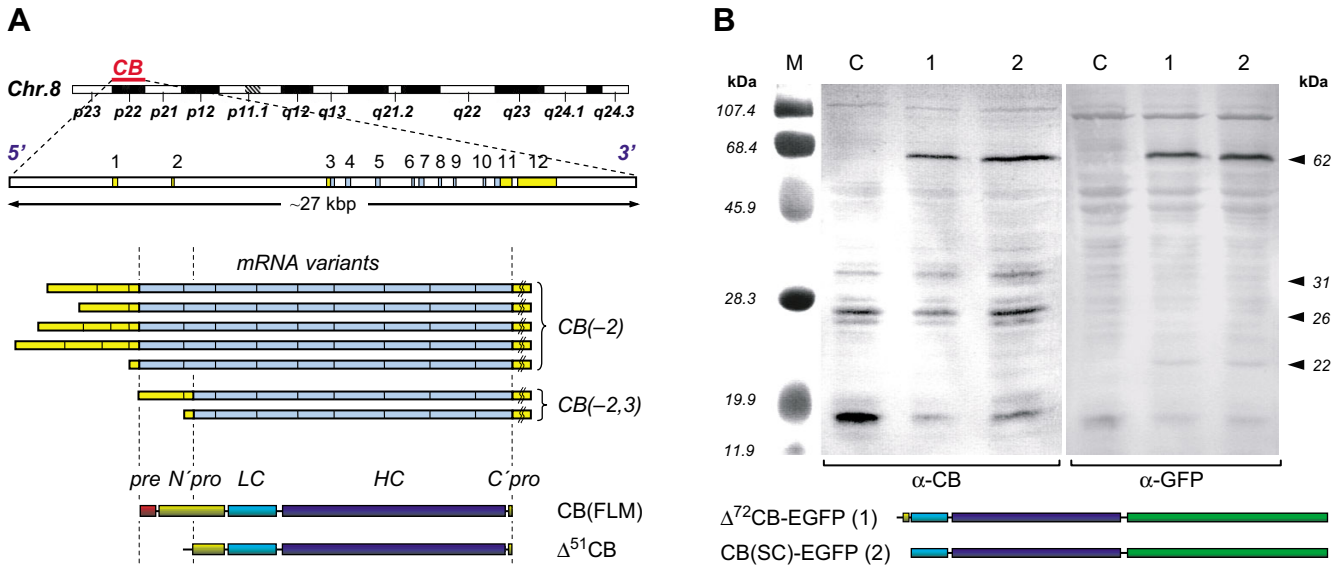 A
CB
Chr.8
p23 p22 p21 p12 p11.1 q12 q13 q21.2 q22 q23 q24.1 q24.3
5’ 3’
1 2 3 4 5 6 7 8 9 10 11 12
~27 kbp
mRNA variants
CB(–2)
CB(–2,3)
pre N´pro LC HC C´pro
CB(FLM)
Δ51CB
B
M C 1 2 C 1 2
kDa kDa
107.4
68.4
62
45.9
31
28.3
26
22
19.9
11.9
α-CB α-GFP
Δ72CB-EGFP (1)
CB(SC)-EGFP (2)